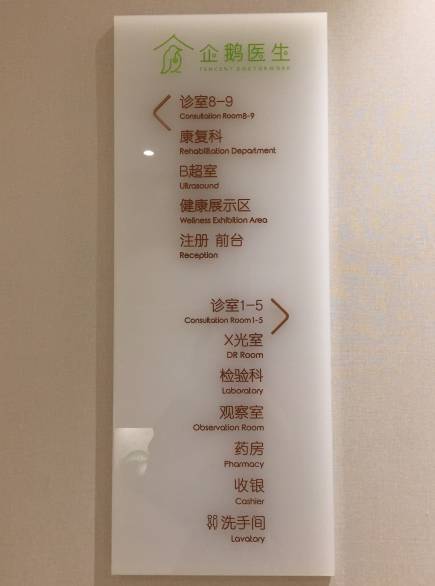 企鹅医生
TENCENT DOCTORWORK
诊室8-9
Consultation Room8-9
康复科
Rehabilitation Department
B超室
Ultrasound
健康展示区
Wellness Exhibition Area
注册 前台
Reception
诊室1-5
Consultation Room1-5
X光室
DR Room
检验科
Laboratory
观察室
Observation Room
药房
Pharmacy
收银
Cashier
洗手间
Lavatory